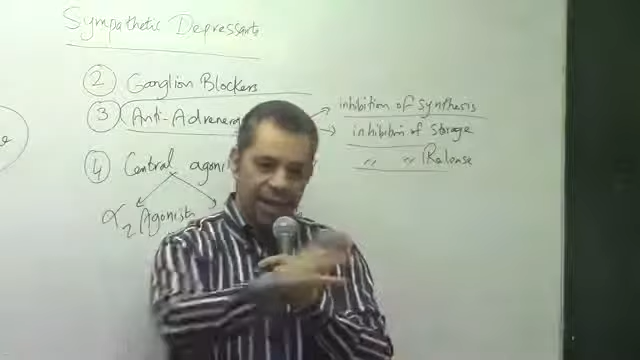 Sympathetic Depressants
2 Ganglion Blockers
3 Anti-Adrenerg
inhibition of synthesis
inhibition of storage
" " Release
4 Central agoni
α2 Agonists